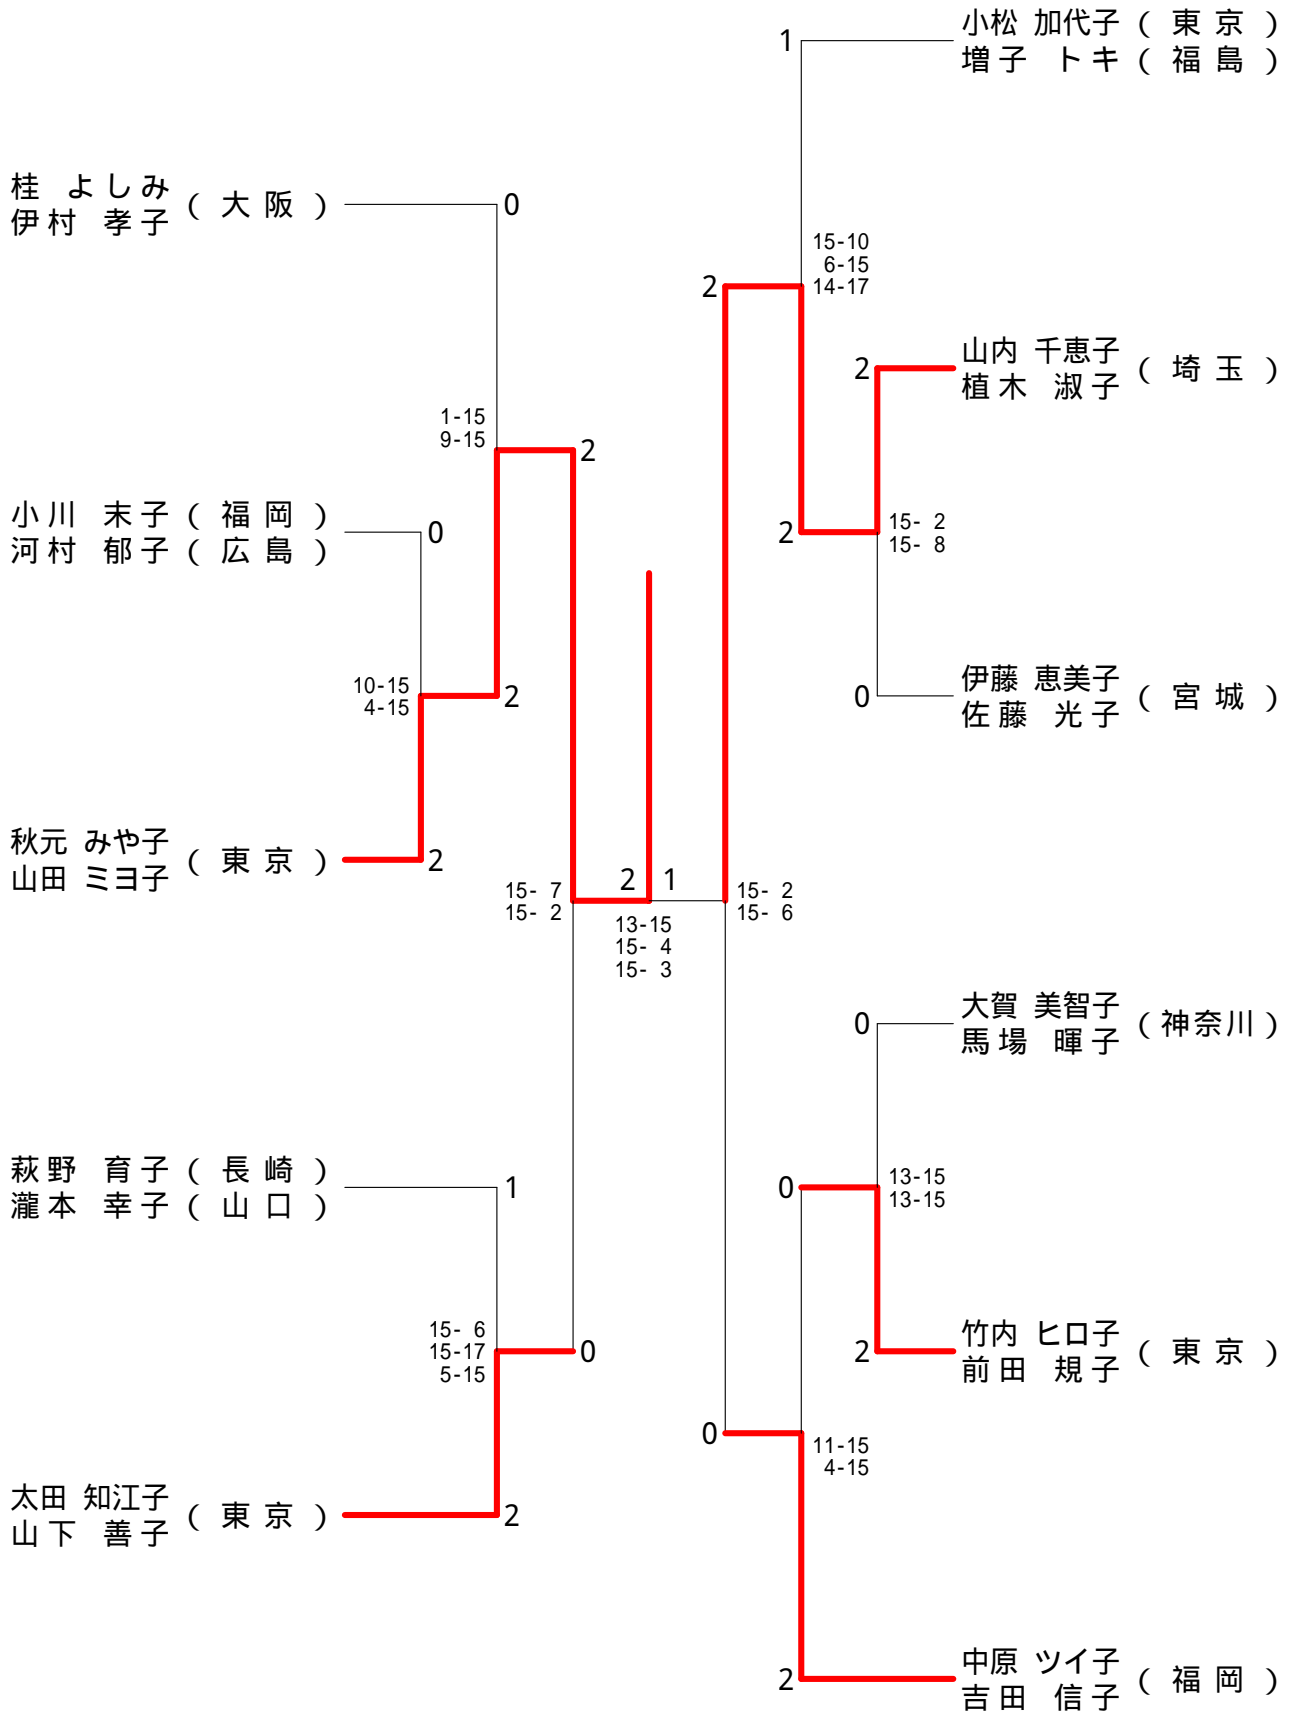 小松 加代子 ( 東 京 )
増子 トキ ( 福 島 )
1
桂 よしみ
伊村 孝子 ( 大 阪 )
0
15-10
6-15
14-17
2
山内 千恵子
植木 淑子 ( 埼 玉 )
2
1-15
9-15
2
小川 末子 ( 福 岡 )
河村 郁子 ( 広 島 )
0
2
15- 2
15- 8
10-15
4-15
2
0
伊藤 恵美子
佐藤 光子 ( 宮 城 )
秋元 みや子
山田 ミヨ子 ( 東 京 )
2
15- 7
15- 2
2 1
13-15
15- 4
15- 3
15- 2
15- 6
0
大賀 美智子
馬場 暉子 ( 神奈川 )
萩野 育子 ( 長 崎 )
瀧本 幸子 ( 山 口 )
1
0
13-15
13-15
15- 6
15-17
5-15
0
2
竹内 ヒロ子
前田 規子 ( 東 京 )
0
11-15
4-15
太田 知江子
山下 善子 ( 東 京 )
2
2
中原 ツイ子
吉田 信子 ( 福 岡 )